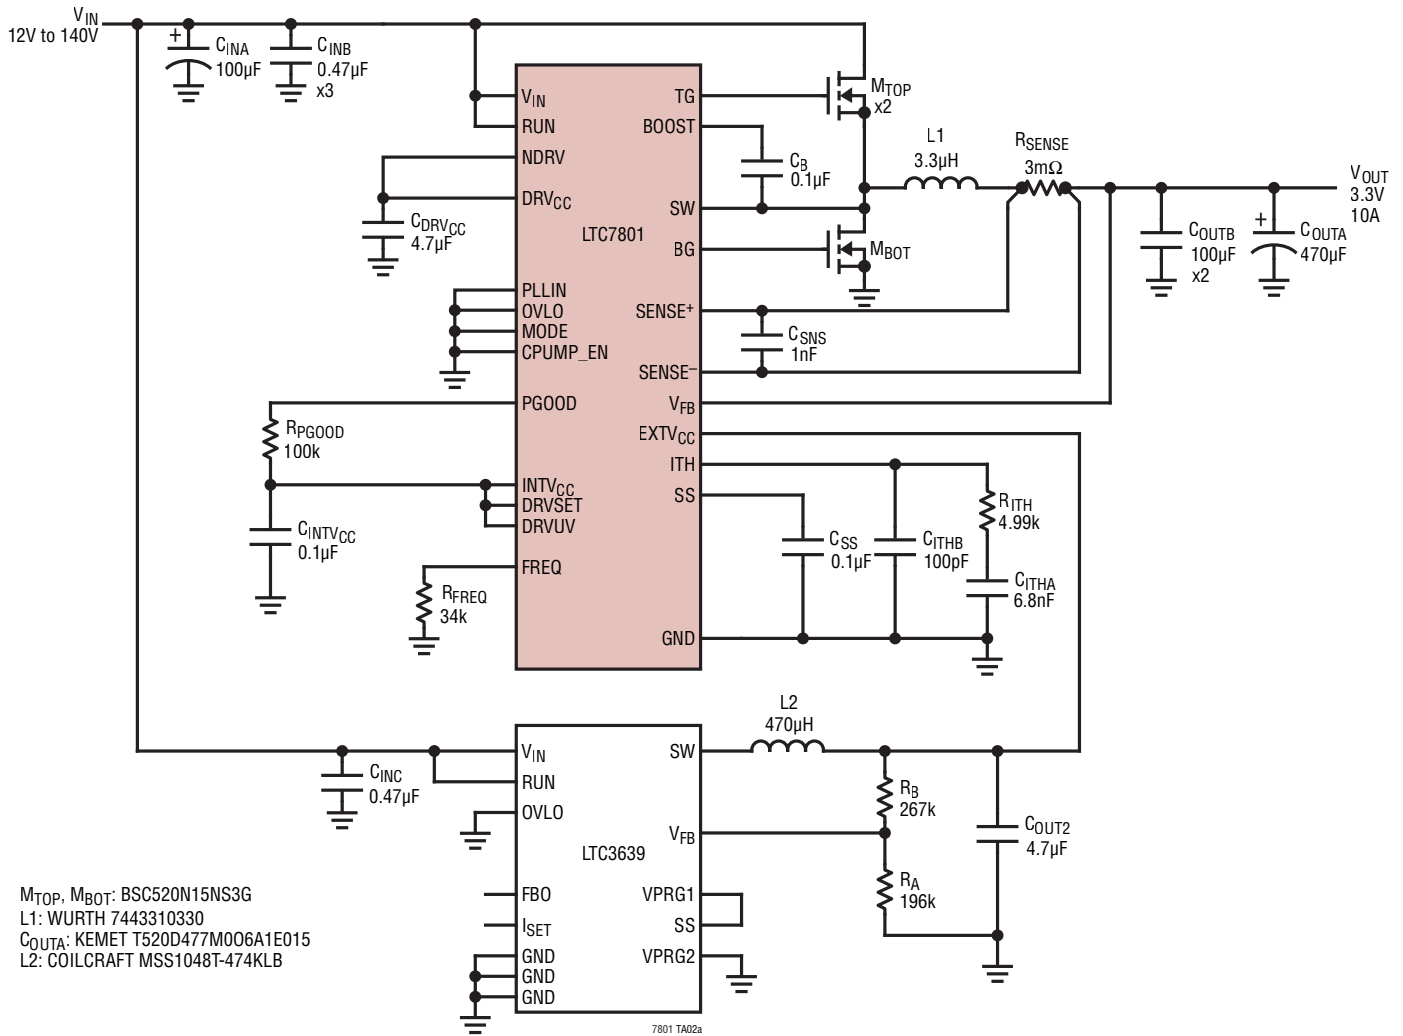 VIN
12V to 140V
+
CINA
100µF
CINB
0.47µF
x3
VIN
RUN
NDRV
DRVCC
CDRVCC
4.7µF
LTC7801
PLLIN
OVLO
MODE
CPUMP_EN
PGOOD
RPGOOD
100k
INTVCC
DRVSET
DRVUV
CINTVCC
0.1µF
FREQ
RFREQ
34k
TG
BOOST
SW
BG
SENSE+
SENSE–
VFB
EXTVCC
ITH
SS
GND
MTOP
x2
CB
0.1µF
MBOT
L1
3.3µH
RSENSE
3mΩ
VOUT
3.3V
10A
COUTB
100µF
x2
+
COUTA
470µF
CSNS
1nF
CSS
0.1µF
CITHB
100pF
RITH
4.99k
CITHA
6.8nF
CINC
0.47µF
VIN
RUN
OVLO
LTC3639
FBO
ISET
GND
GND
GND
SW
VFB
VPRG1
SS
VPRG2
L2
470µH
RB
267k
RA
196k
COUT2
4.7µF
MTOP, MBOT: BSC520N15NS3G
L1: WURTH 7443310330
COUTA: KEMET T520D477M006A1E015
L2: COILCRAFT MSS1048T-474KLB
7801 TA02a